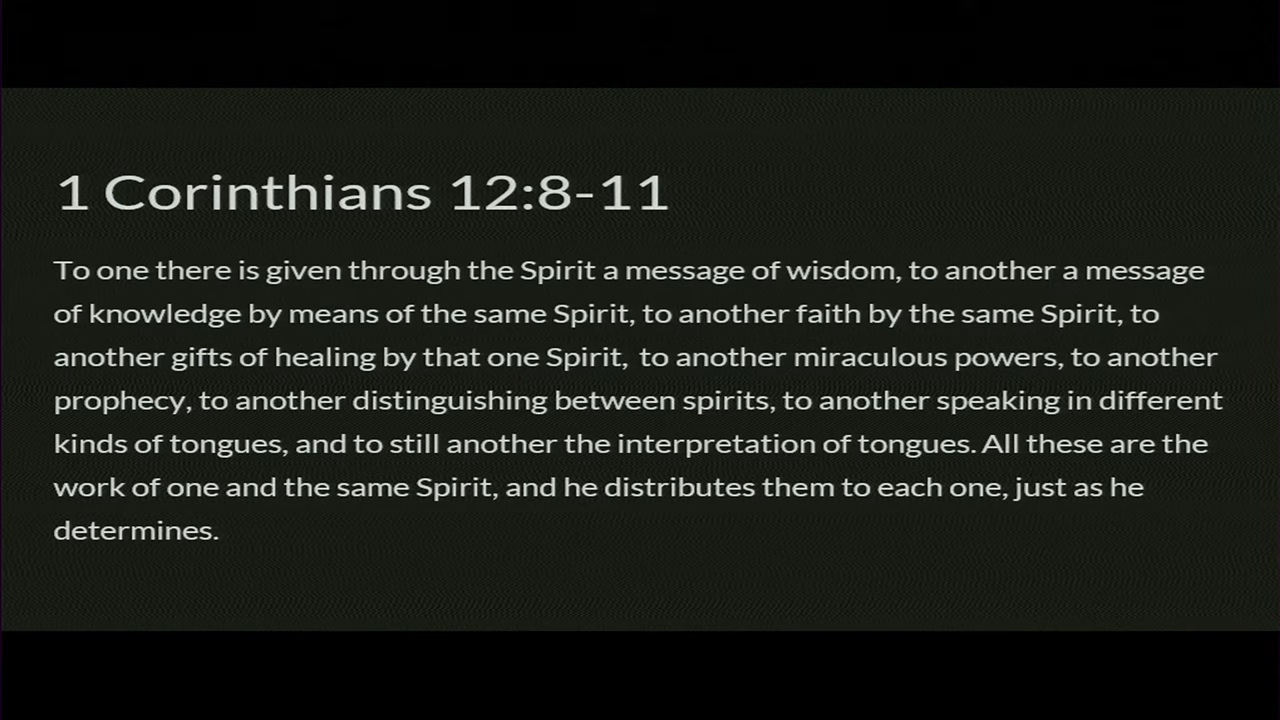 1 Corinthians 12:8-11
To one there is given through the Spirit a message of wisdom, to another a message
of knowledge by means of the same Spirit, to another faith by the same Spirit, to
another gifts of healing by that one Spirit,  to another miraculous powers, to another
prophecy, to another distinguishing between spirits, to another speaking in different
kinds of tongues, and to still another the interpretation of tongues. All these are the
work of one and the same Spirit, and he distributes them to each one, just as he
determines.